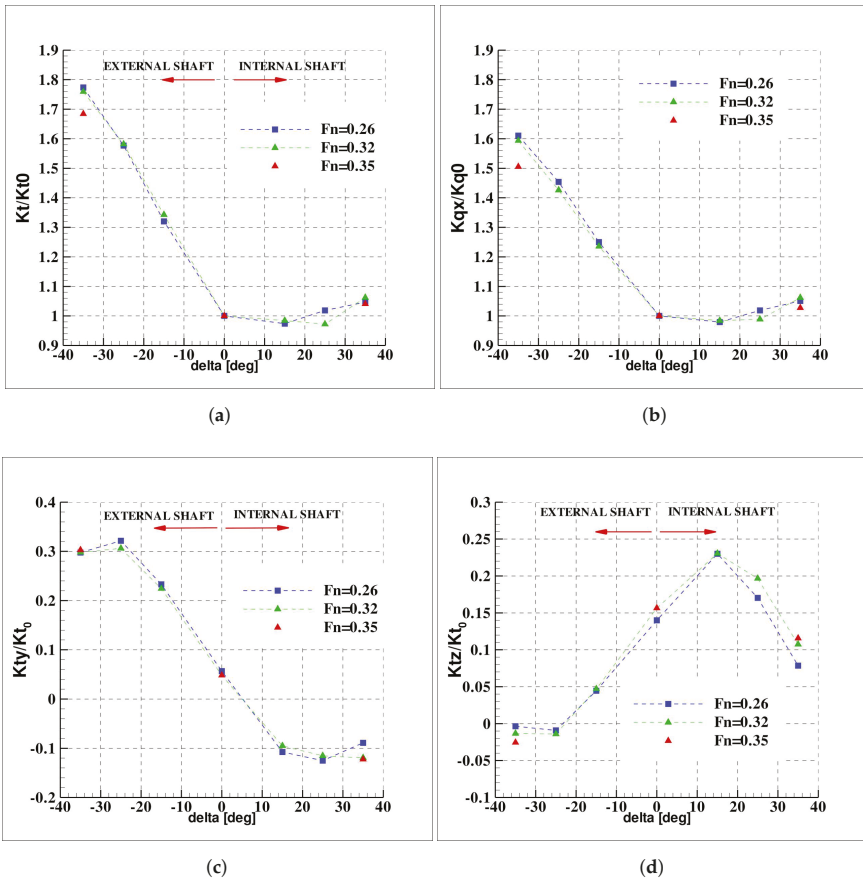 1.9
EXTERNAL SHAFT INTERNAL SHAFT
1.8
1.7
1.6
1.5
1.4
1.3
1.2
1.1
1
0.9
Kt/Kt0
Fn=0.26
Fn=0.32
Fn=0.35
-40 -30 -20 -10 0 10 20 30 40
delta [deg]
(a)
1.9
1.8
1.7
1.6
1.5
1.4
1.3
1.2
1.1
1
0.9
Kqx/Kq0
Fn=0.26
Fn=0.32
Fn=0.35
-40 -30 -20 -10 0 10 20 30 40
delta [deg]
(b)
0.4
EXTERNAL SHAFT INTERNAL SHAFT
0.3
0.2
0.1
0
-0.1
-0.2
Kty/Kt₀
Fn=0.26
Fn=0.32
Fn=0.35
-40 -30 -20 -10 0 10 20 30 40
delta [deg]
(c)
0.3
EXTERNAL SHAFT INTERNAL SHAFT
0.25
0.2
0.15
0.1
0.05
0
-0.05
-0.1
Ktz/Kt₀
Fn=0.26
Fn=0.32
Fn=0.35
-40 -30 -20 -10 0 10 20 30 40
delta [deg]
(d)